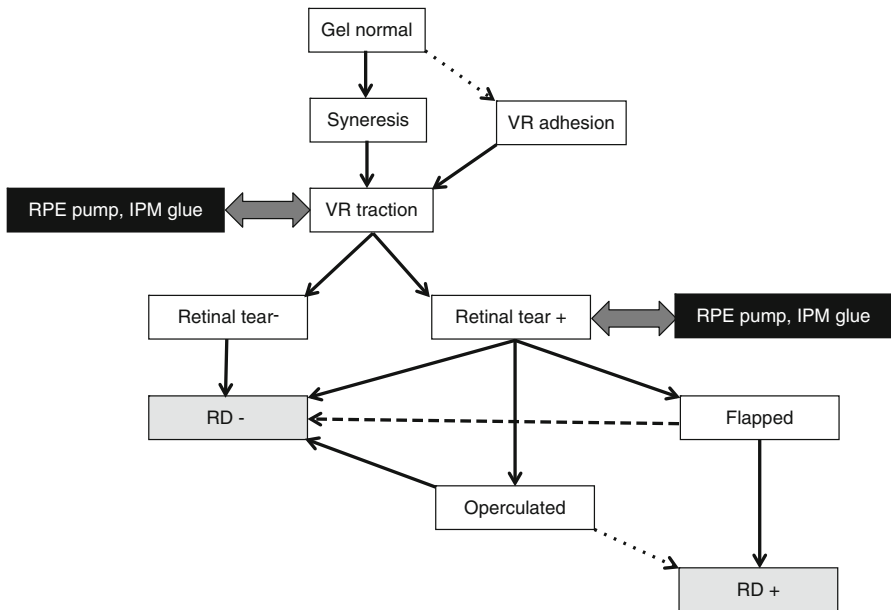 Gel normal
Syneresis
VR adhesion
RPE pump, IPM glue
VR traction
Retinal tear-
Retinal tear +
RPE pump, IPM glue
RD -
Flapped
Operculated
RD +